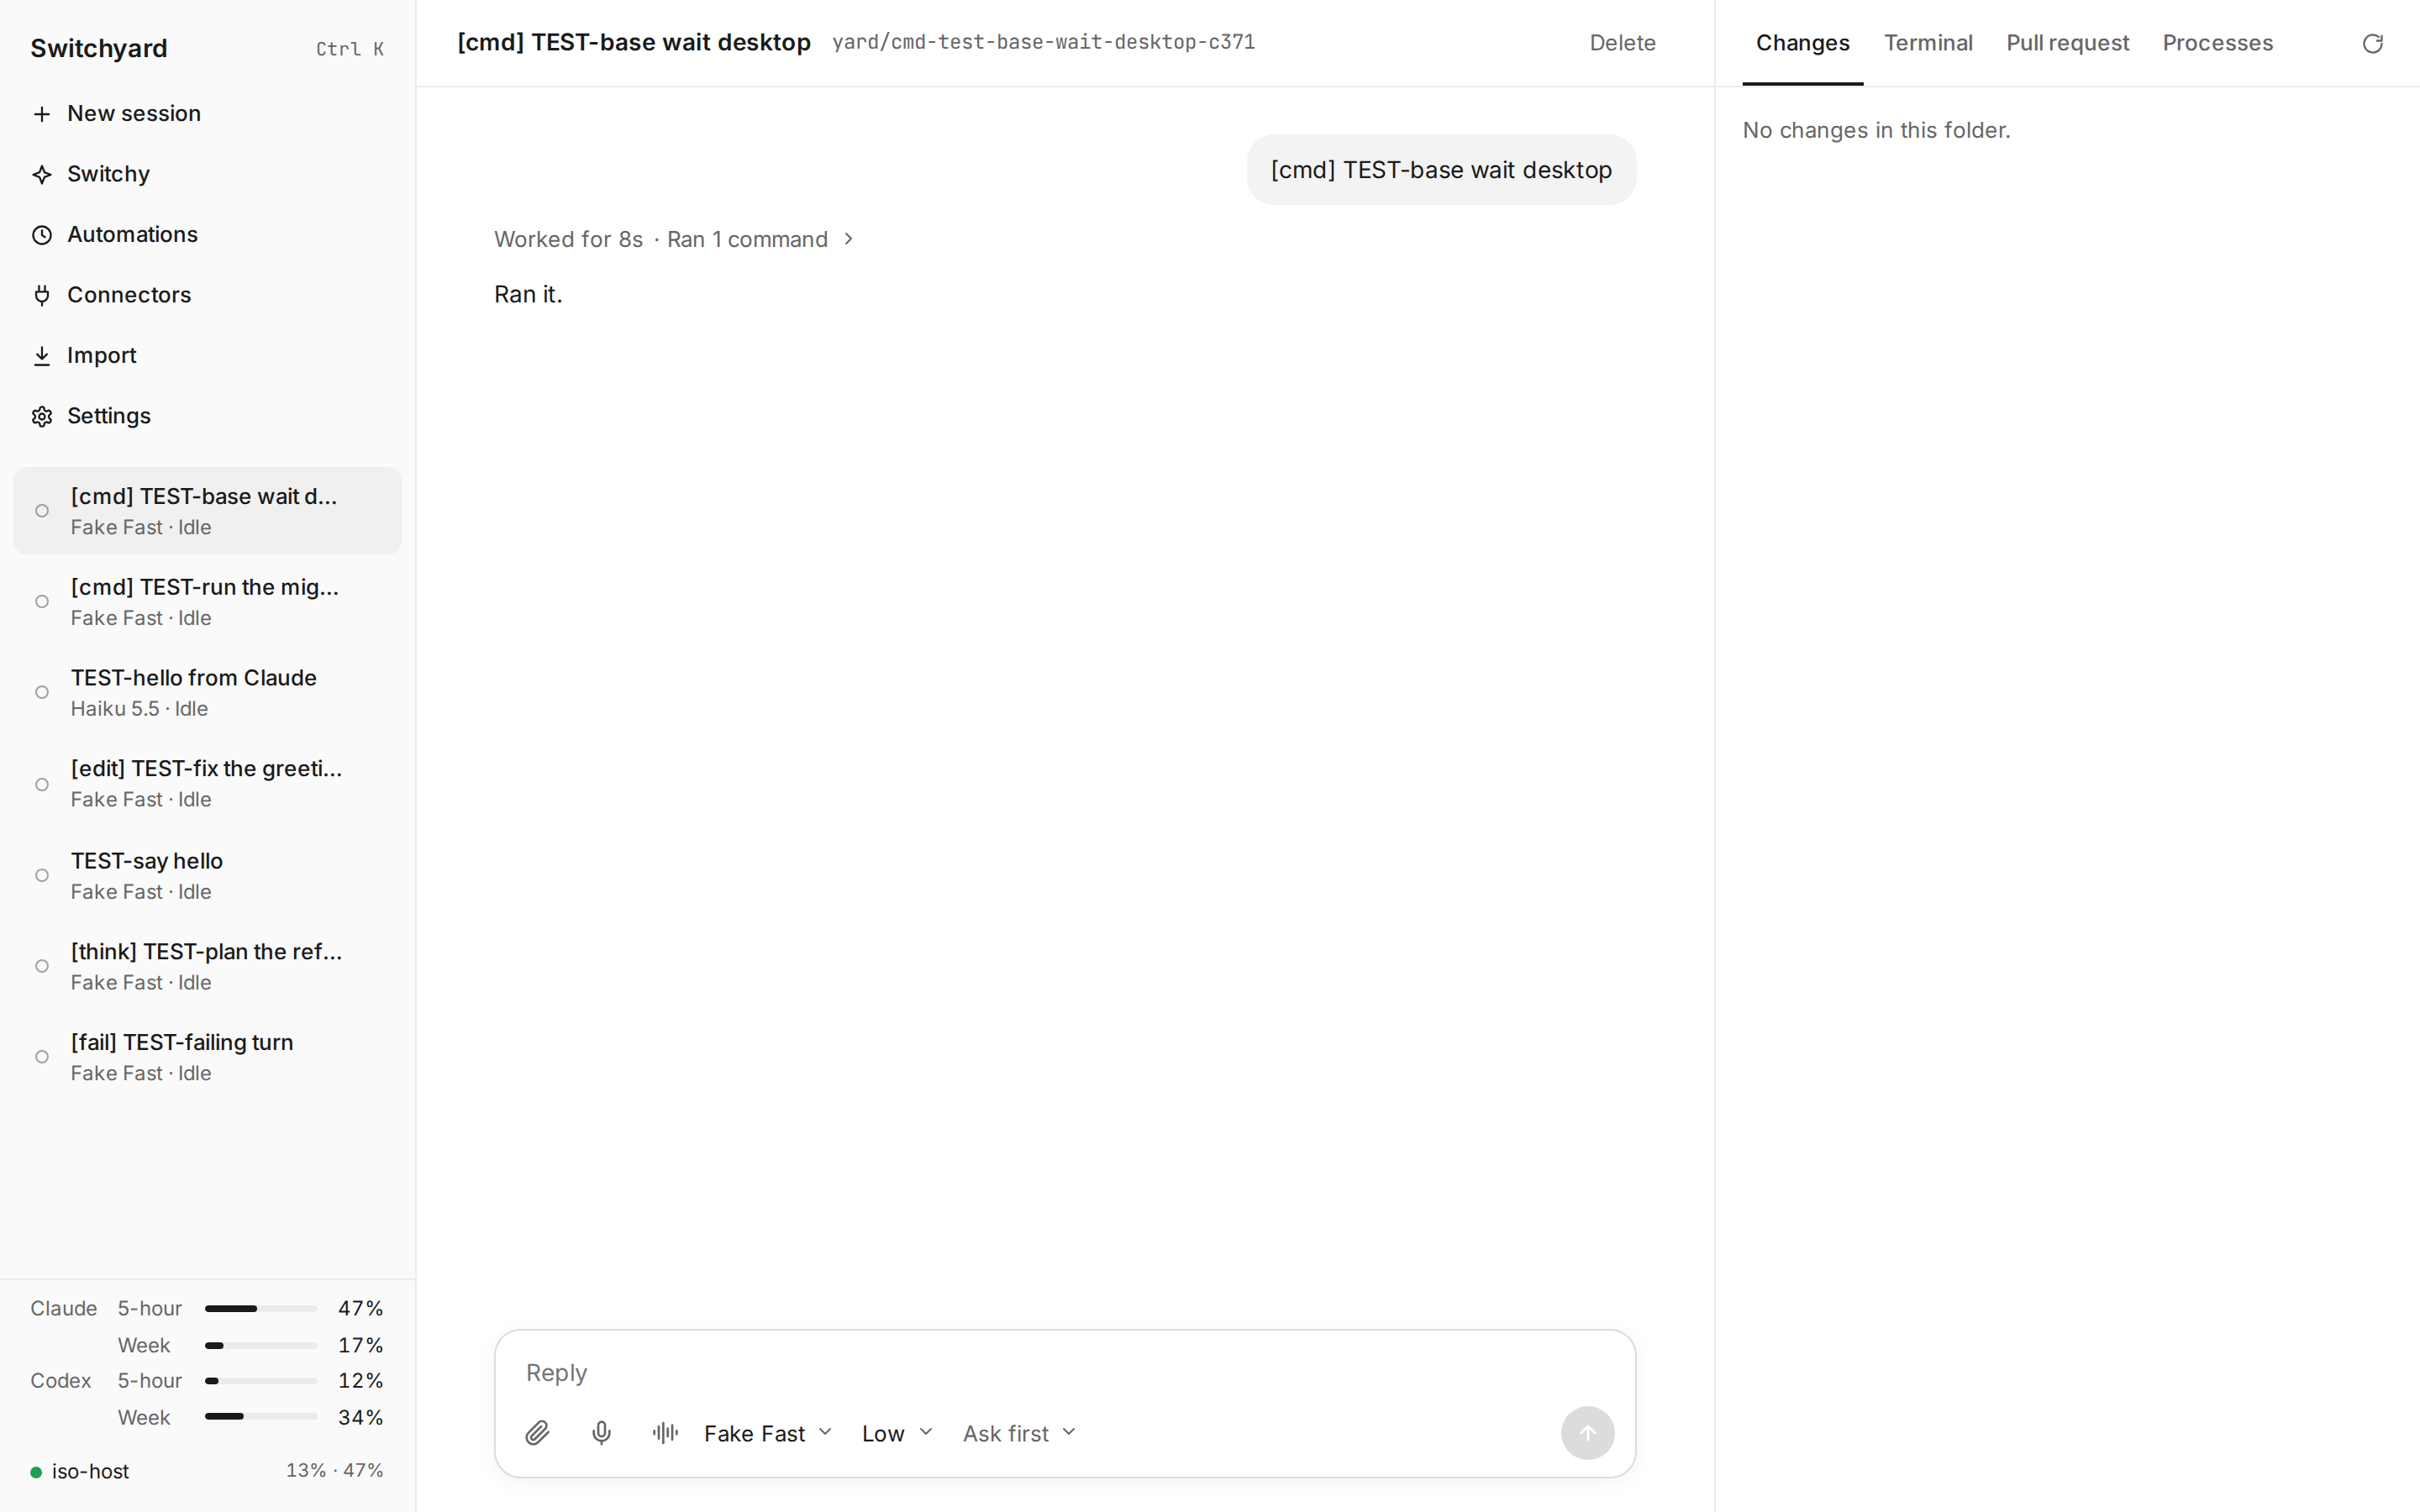 Switchyard Ctrl K
New session
Switchy
Automations
Connectors
Import
Settings
[cmd] TEST-base wait d...
Fake Fast · Idle
[cmd] TEST-run the mig...
Fake Fast · Idle
TEST-hello from Claude
Haiku 5.5 · Idle
[edit] TEST-fix the greeti...
Fake Fast · Idle
TEST-say hello
Fake Fast · Idle
[think] TEST-plan the ref...
Fake Fast · Idle
[fail] TEST-failing turn
Fake Fast · Idle
Claude 5-hour 47%
Week 17%
Codex 5-hour 12%
Week 34%
iso-host 13% · 47%
[cmd] TEST-base wait desktop yard/cmd-test-base-wait-desktop-c371 Delete
[cmd] TEST-base wait desktop
Worked for 8s · Ran 1 command
Ran it.
Reply
Fake Fast Low Ask first
Changes Terminal Pull request Processes
No changes in this folder.